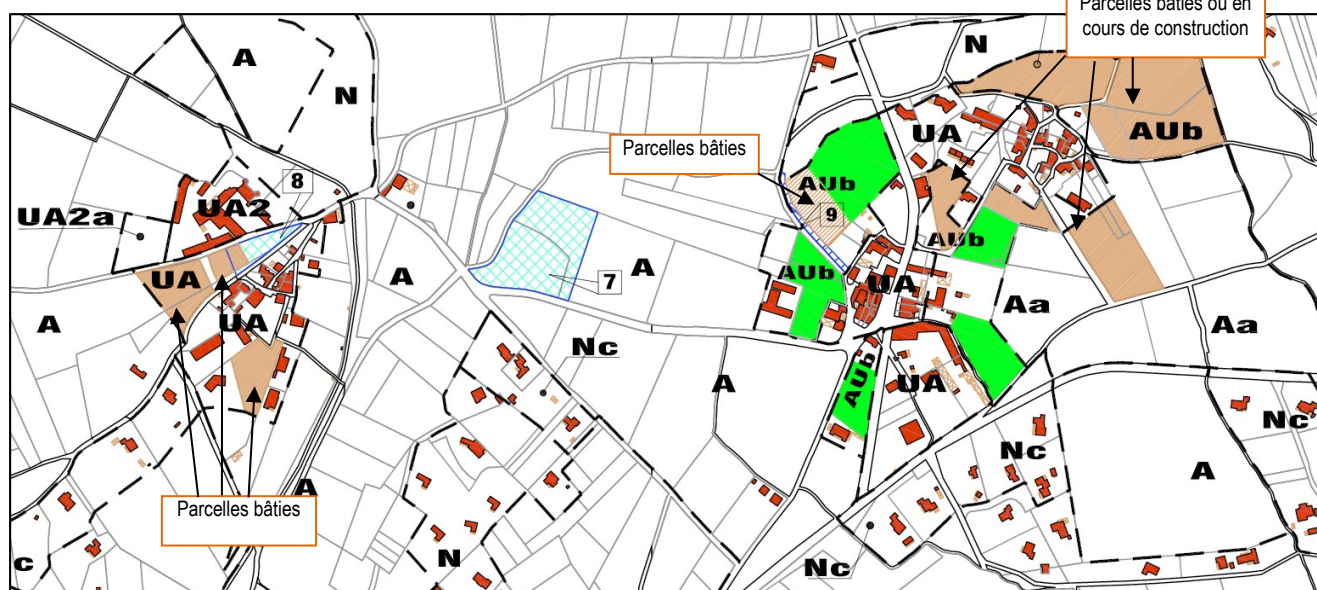 Parcelles bâties ou en
cours de construction
A
N
N
AUb
UA
Parcelles bâties
8
UA2
UA2a
AUb
9
AUb
UA
A
7
A
AUb
UA
Aa
Aa
A
UA
Nc
A
AUb
UA
Nc
Nc
A
A
Parcelles bâties
N
Nc
c